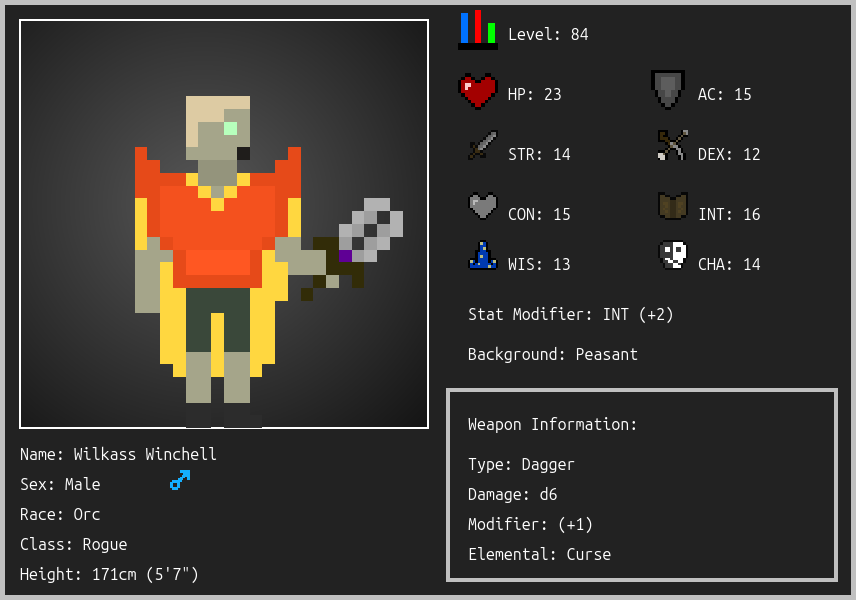 Level: 84
HP: 23
AC: 15
STR: 14
DEX: 12
CON: 15
INT: 16
WIS: 13
CHA: 14
Stat Modifier: INT (+2)
Background: Peasant
Weapon Information:
Type: Dagger
Damage: d6
Modifier: (+1)
Elemental: Curse
Name: Wilkass Winchell
Sex: Male
Race: Orc
Class: Rogue
Height: 171cm (5'7")